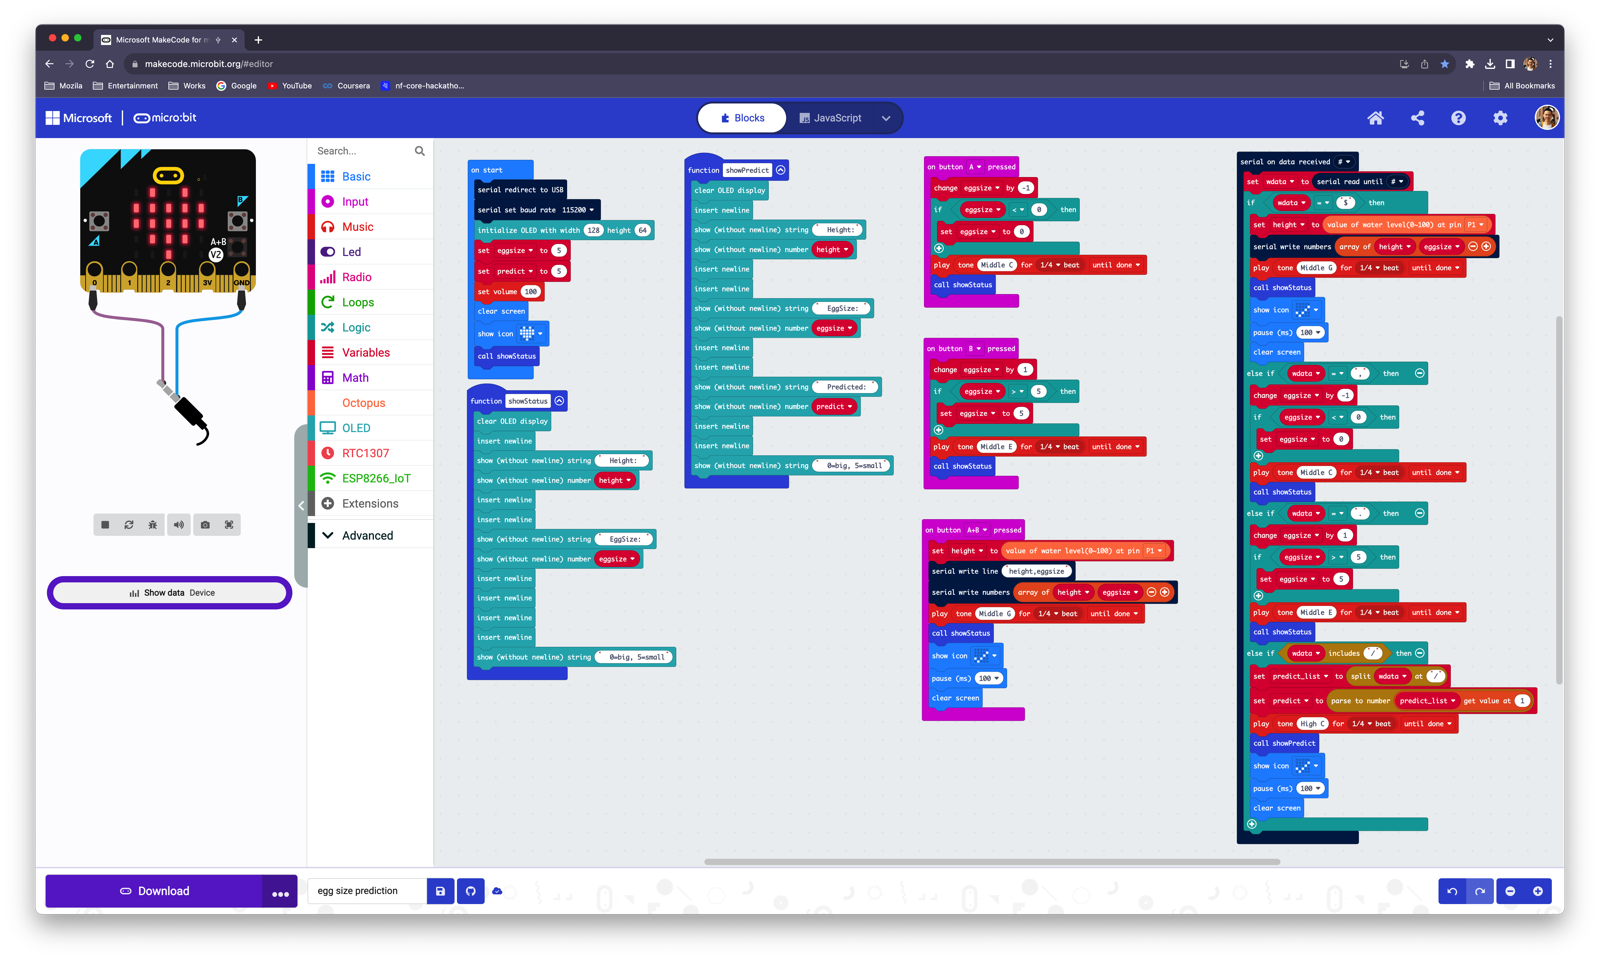 Microsoft MakeCode for m
makecode.microbit.org/#editor
Mozila
Entertainment
Works
Google
YouTube
Coursera
nf-core-hackatho...
All Bookmarks
Microsoft
micro:bit
Blocks
JavaScript
A
B
A+B
V2
0 1 2 3V GND
Show data Device
Search...
Basic
Input
Music
Led
Radio
Loops
Logic
Variables
Math
Octopus
OLED
RTC1307
ESP8266_IoT
Extensions
Advanced
on start
serial redirect to USB
serial set baud rate 115200
initialize OLED with width 128 height 64
set eggsize to 5
set predict to 5
set volume 100
clear screen
show icon
call showStatus
function showStatus
clear OLED display
insert newline
show (without newline) string " Height: "
show (without newline) number height
insert newline
insert newline
show (without newline) string " EggSize: "
show (without newline) number eggsize
insert newline
insert newline
insert newline
insert newline
show (without newline) string " 0=big, 5=small "
function showPredict
clear OLED display
insert newline
show (without newline) string " Height: "
show (without newline) number height
insert newline
insert newline
show (without newline) string " EggSize: "
show (without newline) number eggsize
insert newline
insert newline
show (without newline) string " Predicted: "
show (without newline) number predict
insert newline
insert newline
show (without newline) string " 0=big, 5=small "
on button A pressed
change eggsize by -1
if eggsize < 0 then
set eggsize to 0
play tone Middle C for 1/4 beat until done
call showStatus
on button B pressed
change eggsize by 1
if eggsize > 5 then
set eggsize to 5
play tone Middle E for 1/4 beat until done
call showStatus
on button A+B pressed
set height to value of water level(0~100) at pin P1
serial write line "height,eggsize"
serial write numbers array of height eggsize
play tone Middle G for 1/4 beat until done
call showStatus
show icon
pause (ms) 100
clear screen
serial on data received #
set wdata to serial read until #
if wdata = "$" then
set height to value of water level(0~100) at pin P1
serial write numbers array of height eggsize
play tone Middle G for 1/4 beat until done
call showStatus
show icon
pause (ms) 100
clear screen
else if wdata = "," then
change eggsize by -1
if eggsize < 0 then
set eggsize to 0
play tone Middle C for 1/4 beat until done
call showStatus
else if wdata = "." then
change eggsize by 1
if eggsize > 5 then
set eggsize to 5
play tone Middle E for 1/4 beat until done
call showStatus
else if wdata includes "/" then
set predict_list to split wdata at "/"
set predict to parse to number predict_list get value at 1
play tone High C for 1/4 beat until done
call showPredict
show icon
pause (ms) 100
clear screen
Download
egg size prediction